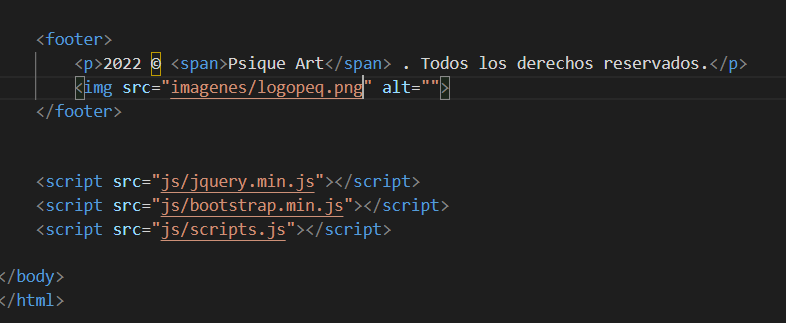 <footer>
<p>2022 © <span>Psique Art</span> . Todos los derechos reservados.</p>
<img src="imagenes/logopeq.png" alt="">
</footer>
<script src="js/jquery.min.js"></script>
<script src="js/bootstrap.min.js"></script>
<script src="js/scripts.js"></script>
</body>
</html>